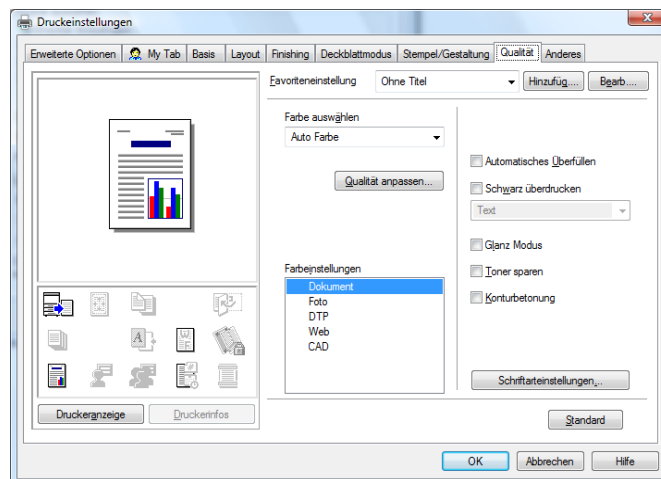 Druckeinstellungen
Erweiterte Optionen My Tab Basis Layout Finishing Deckblattmodus Stempel/Gestaltung Qualität Anderes
Favoriteneinstellung Ohne Titel Hinzufüg.... Bearb....
Farbe auswählen
Auto Farbe
Qualität anpassen...
Automatisches Überfüllen
Schwarz überdrucken
Text
Glanz Modus
Toner sparen
Konturbetonung
Farbeinstellungen
Dokument
Foto
DTP
Web
CAD
Schriftarteinstellungen...
Druckeranzeige Druckerinfos
Standard
OK Abbrechen Hilfe